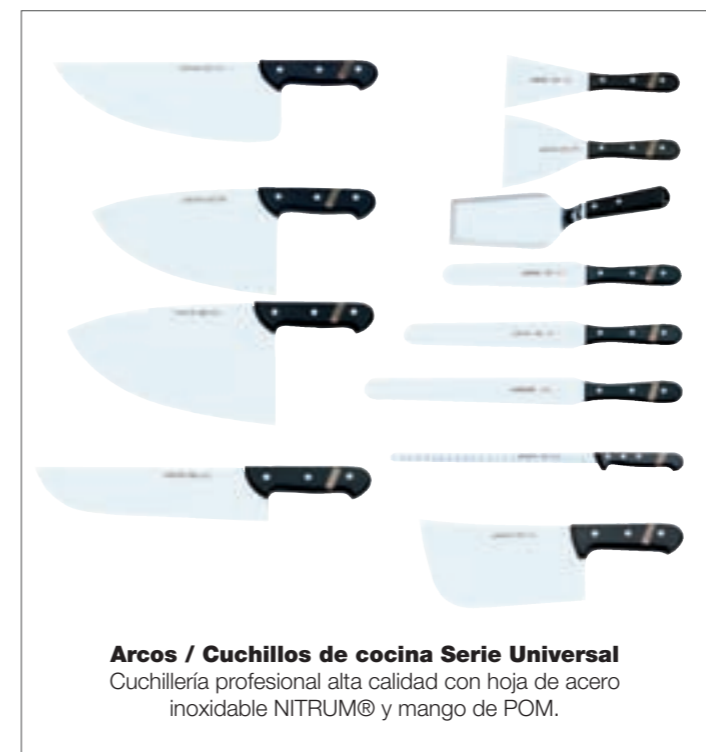 Arcos / Cuchillos de cocina Serie Universal
Cuchillería profesional alta calidad con hoja de acero
inoxidable NITRUM® y mango de POM.